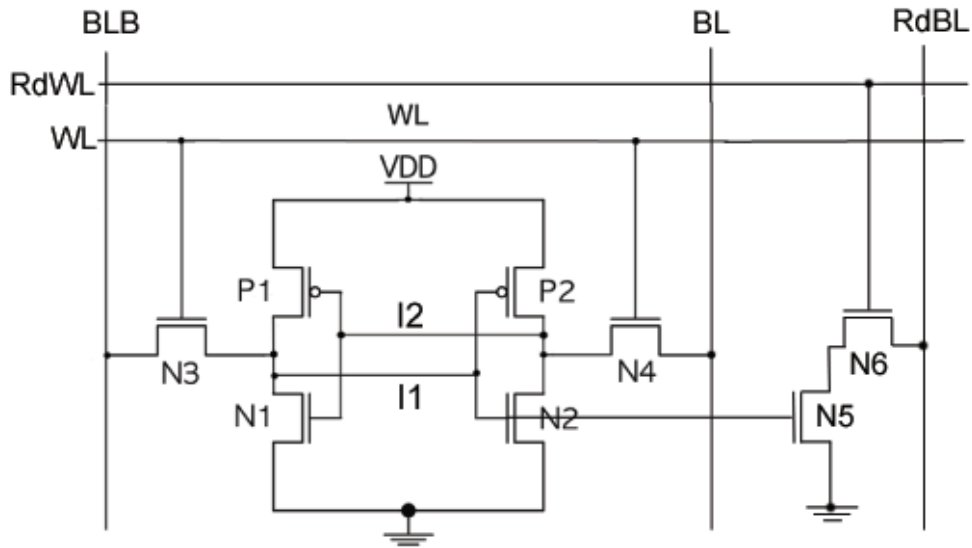 BLB BL RdBL
RdWL
WL
WL
VDD
P1 P2
I2
N3 N4 N6
I1
N1 N2 N5